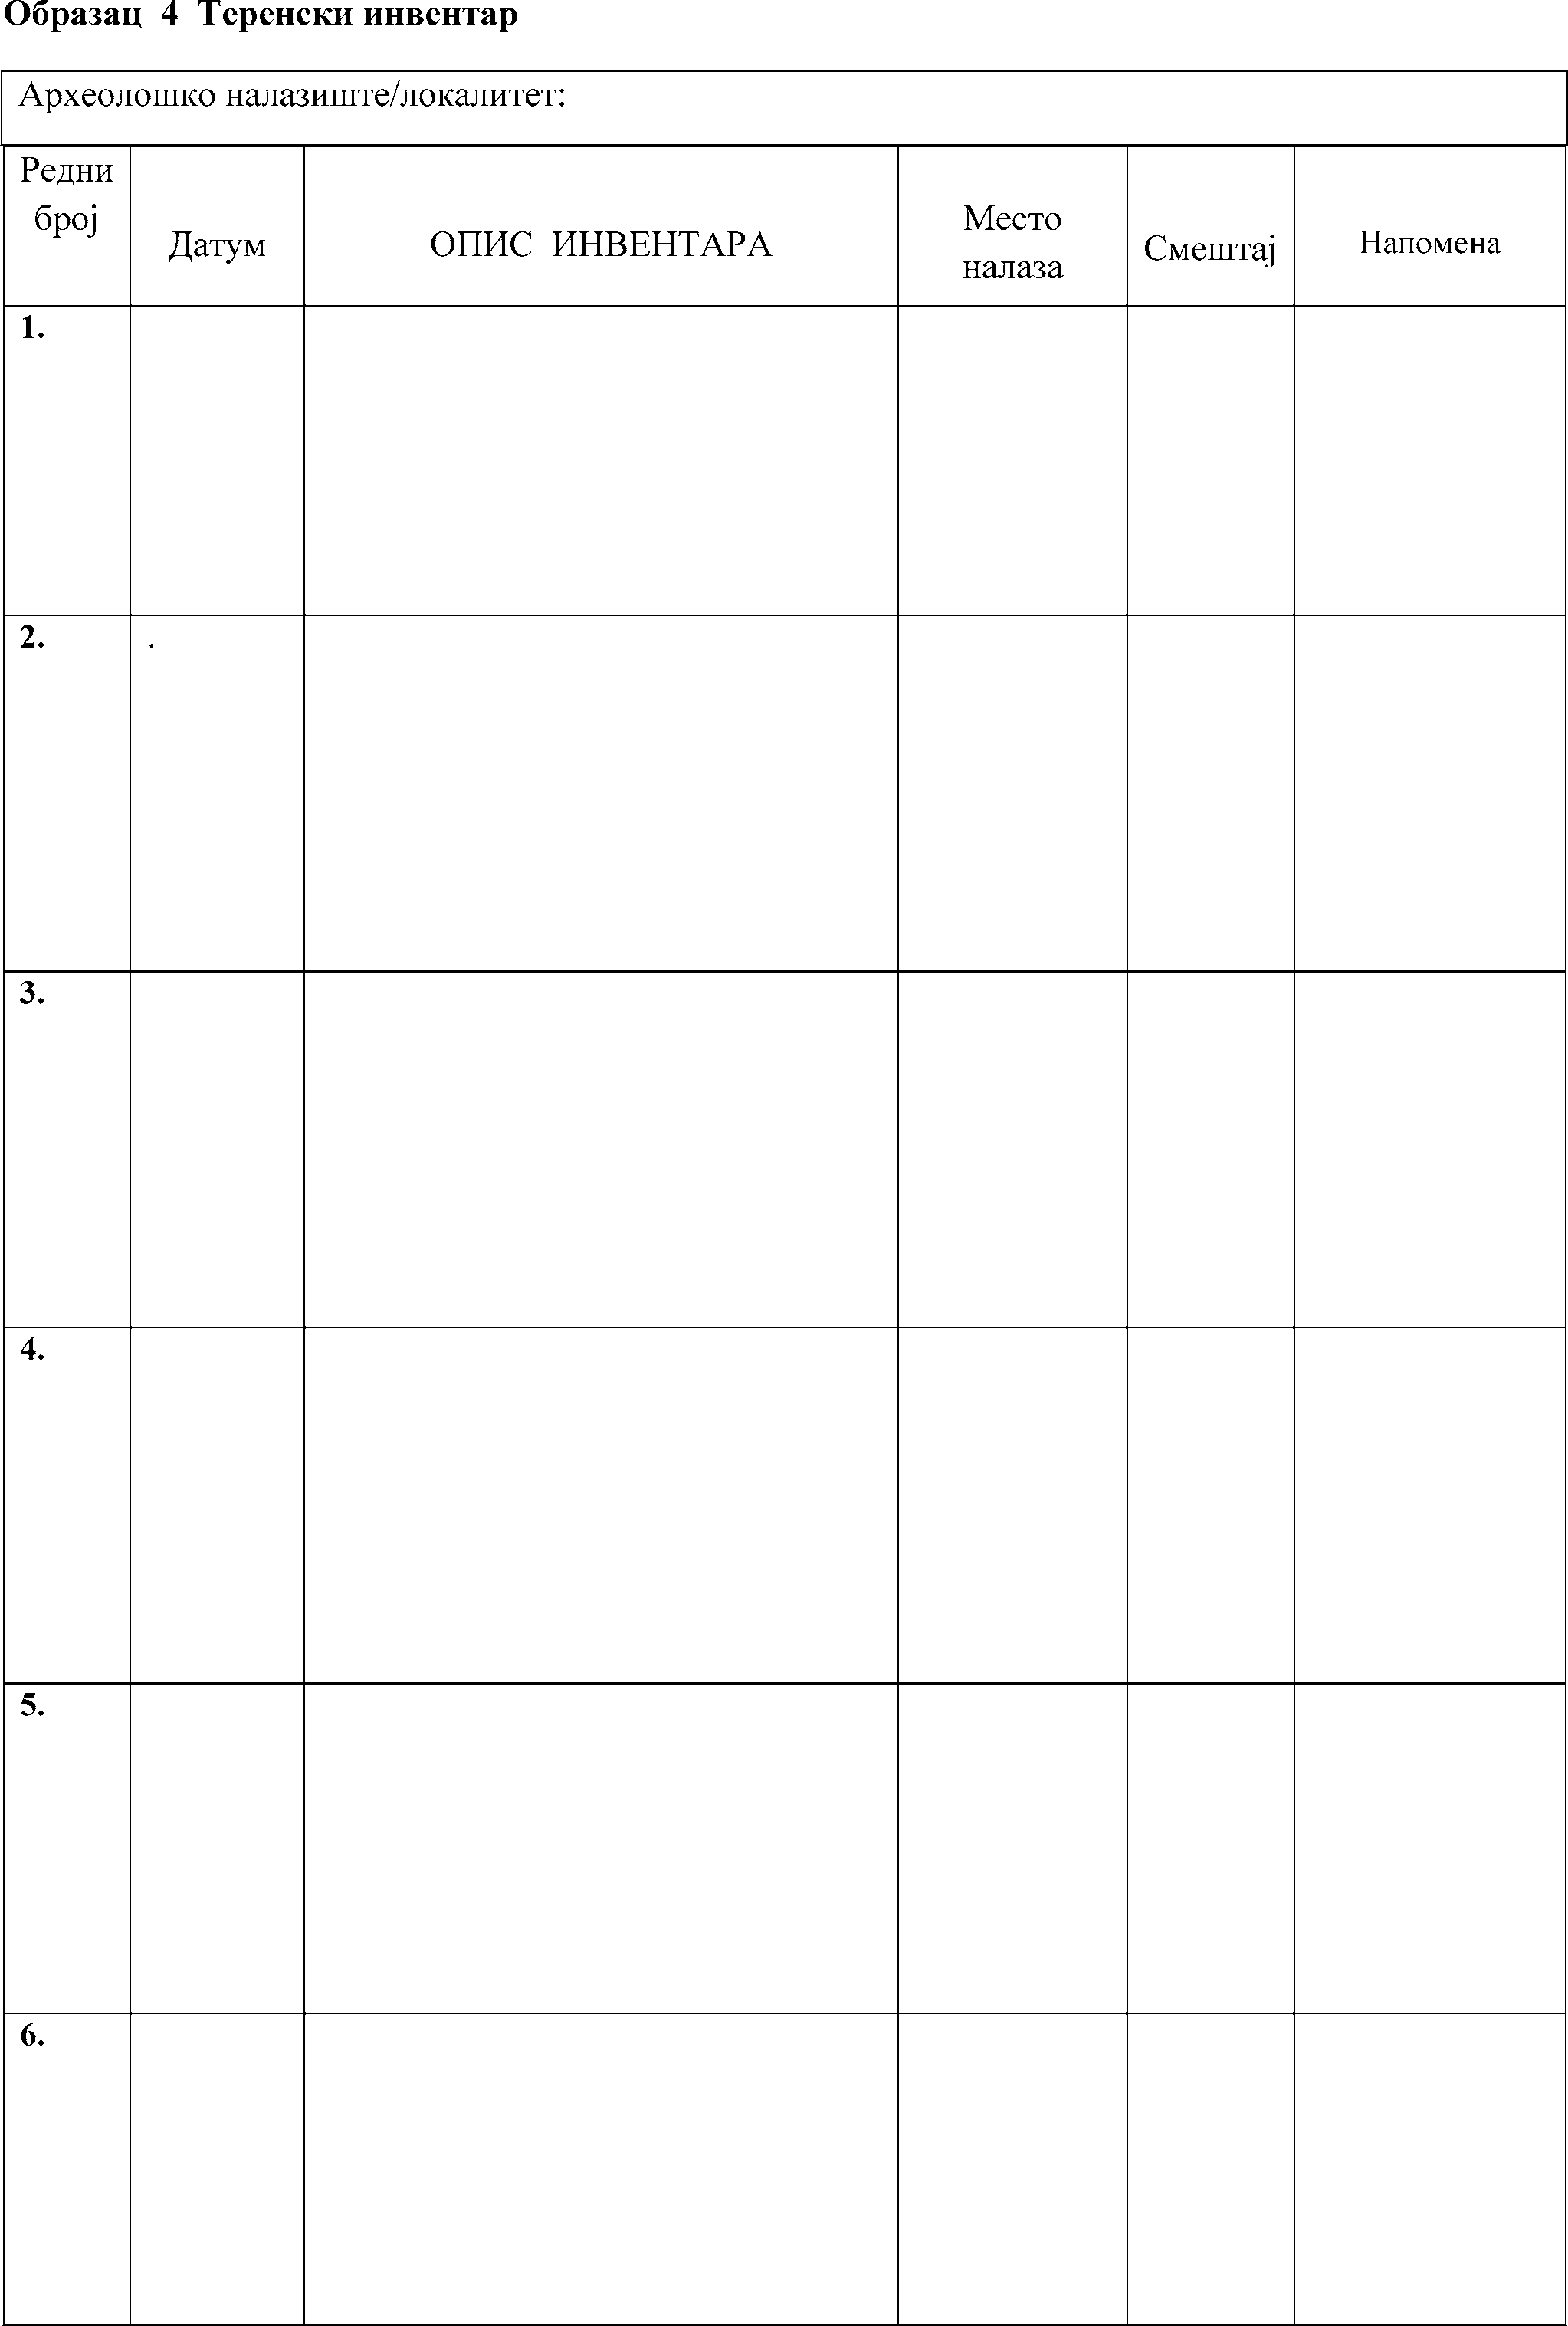 Образац 4 Теренски инвентар
Археолошко налазиште/локалитет:
Редни
број
Датум
ОПИС ИНВЕНТАРА
Место
налаза
Смештај
Напомена
1.
2. .
3.
4.
5.
6.